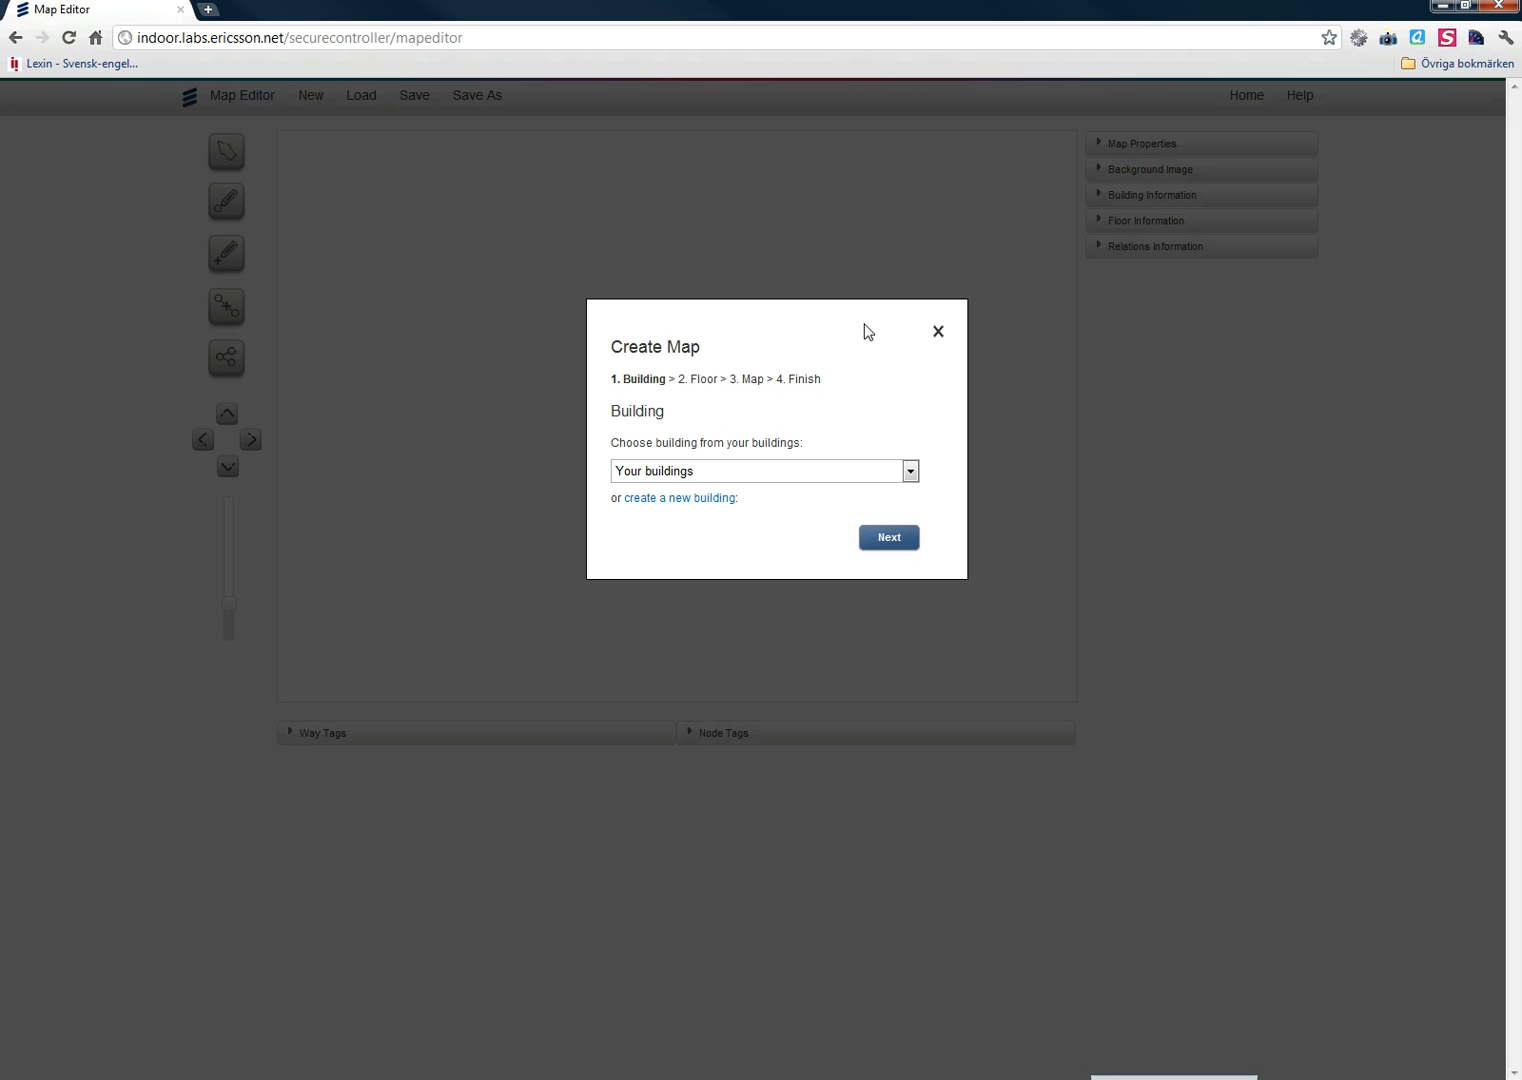 Map Editor
indoor.labs.ericsson.net/securecontroller/mapeditor
Lexin - Svensk-engel...
Övriga bokmärken
Map Editor New Load Save Save As Home Help
Map Properties
Background Image
Building Information
Floor Information
Relations Information
Create Map
1. Building > 2. Floor > 3. Map > 4. Finish
Building
Choose building from your buildings:
Your buildings
or create a new building:
Next
Way Tags
Node Tags